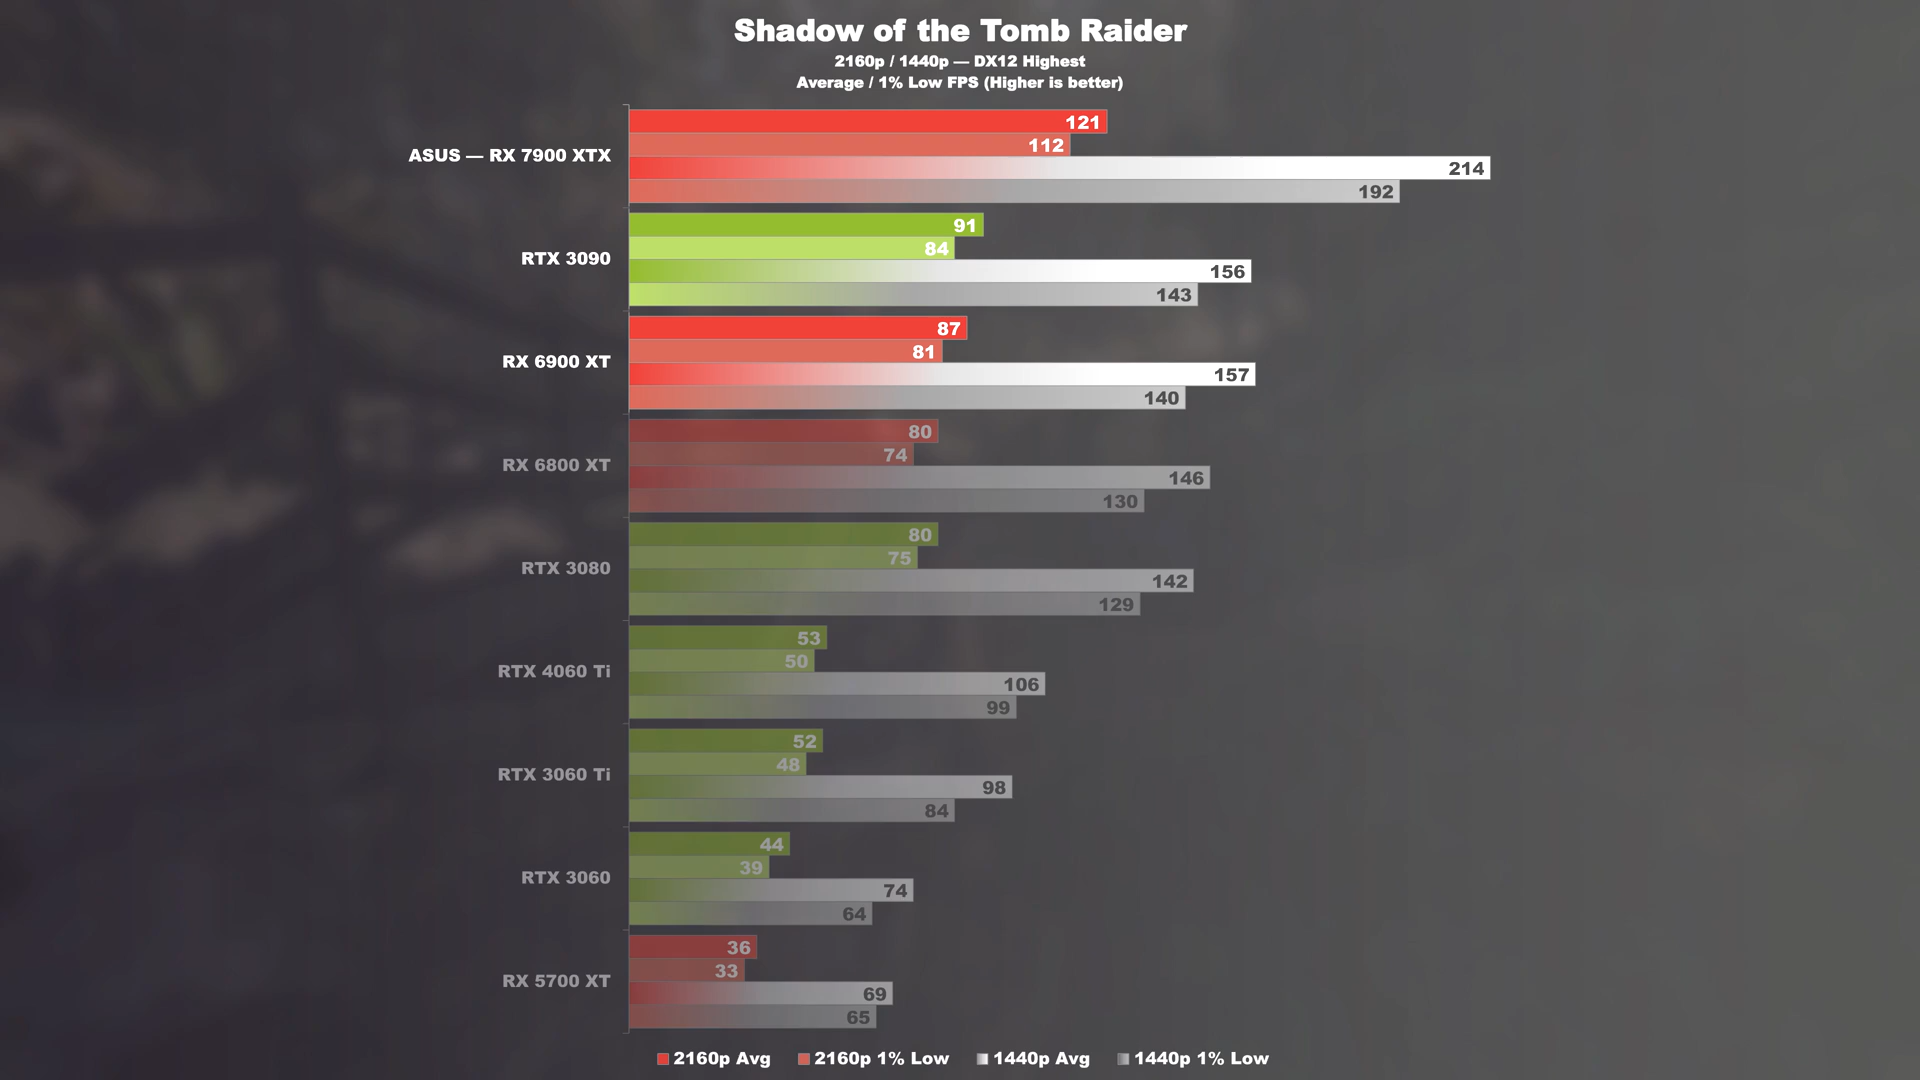 Shadow of the Tomb Raider
2160p / 1440p — DX12 Highest
Average / 1% Low FPS (Higher is better)
ASUS — RX 7900 XTX
121
112
214
192
RTX 3090
91
84
156
143
RX 6900 XT
87
81
157
140
RX 6800 XT
80
74
146
130
RTX 3080
80
75
142
129
RTX 4060 Ti
53
50
106
99
RTX 3060 Ti
52
48
98
84
RTX 3060
44
39
74
64
RX 5700 XT
36
33
69
65
2160p Avg 2160p 1% Low 1440p Avg 1440p 1% Low